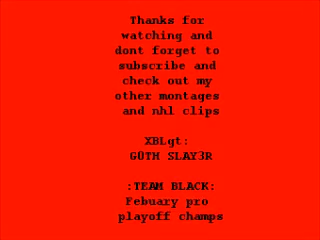 Thanks for
watching and
dont forget to
subscribe and
check out my
other montages
and nhl clips
XBLgt:
G0TH SLAY3R
:TEAM BLACK:
Febuary pro
playoff champs